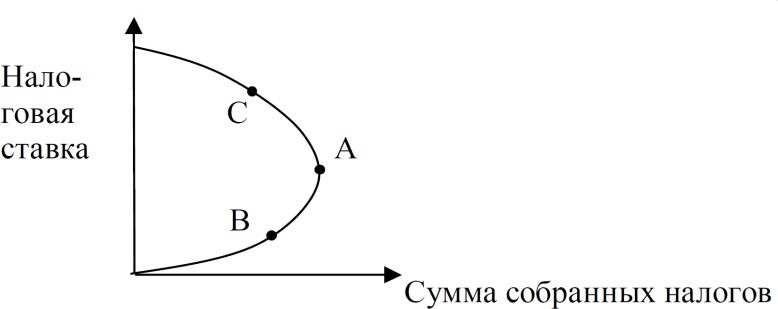 Нало-
говая
ставка
C
A
B
Сумма собранных налогов